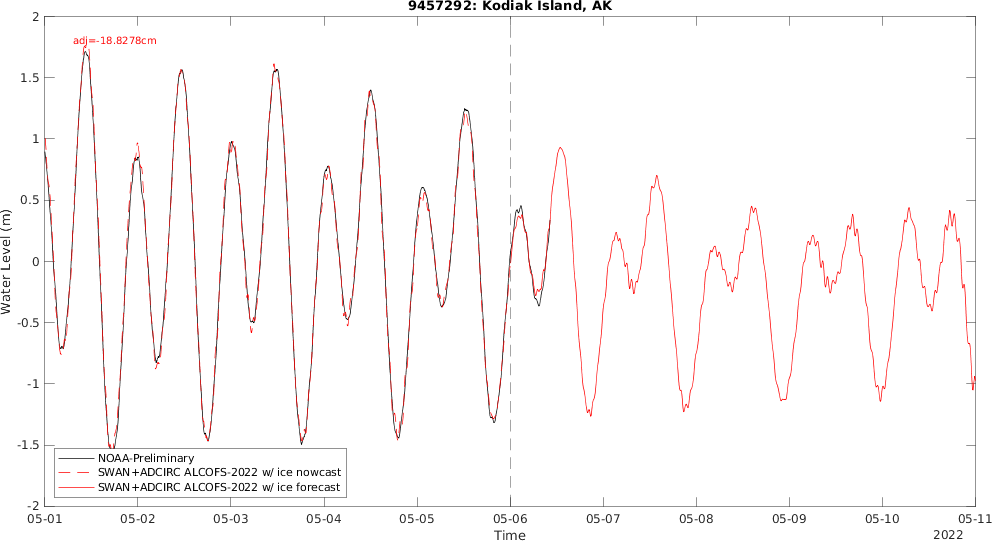 9457292: Kodiak Island, AK
adj=-18.8278cm
2
1.5
1
0.5
0
-0.5
-1
-1.5
-2
Water Level (m)
NOAA-Preliminary
SWAN+ADCIRC ALCOFS-2022 w/ ice nowcast
SWAN+ADCIRC ALCOFS-2022 w/ ice forecast
05-01 05-02 05-03 05-04 05-05 05-06 05-07 05-08 05-09 05-10 05-11
Time
2022